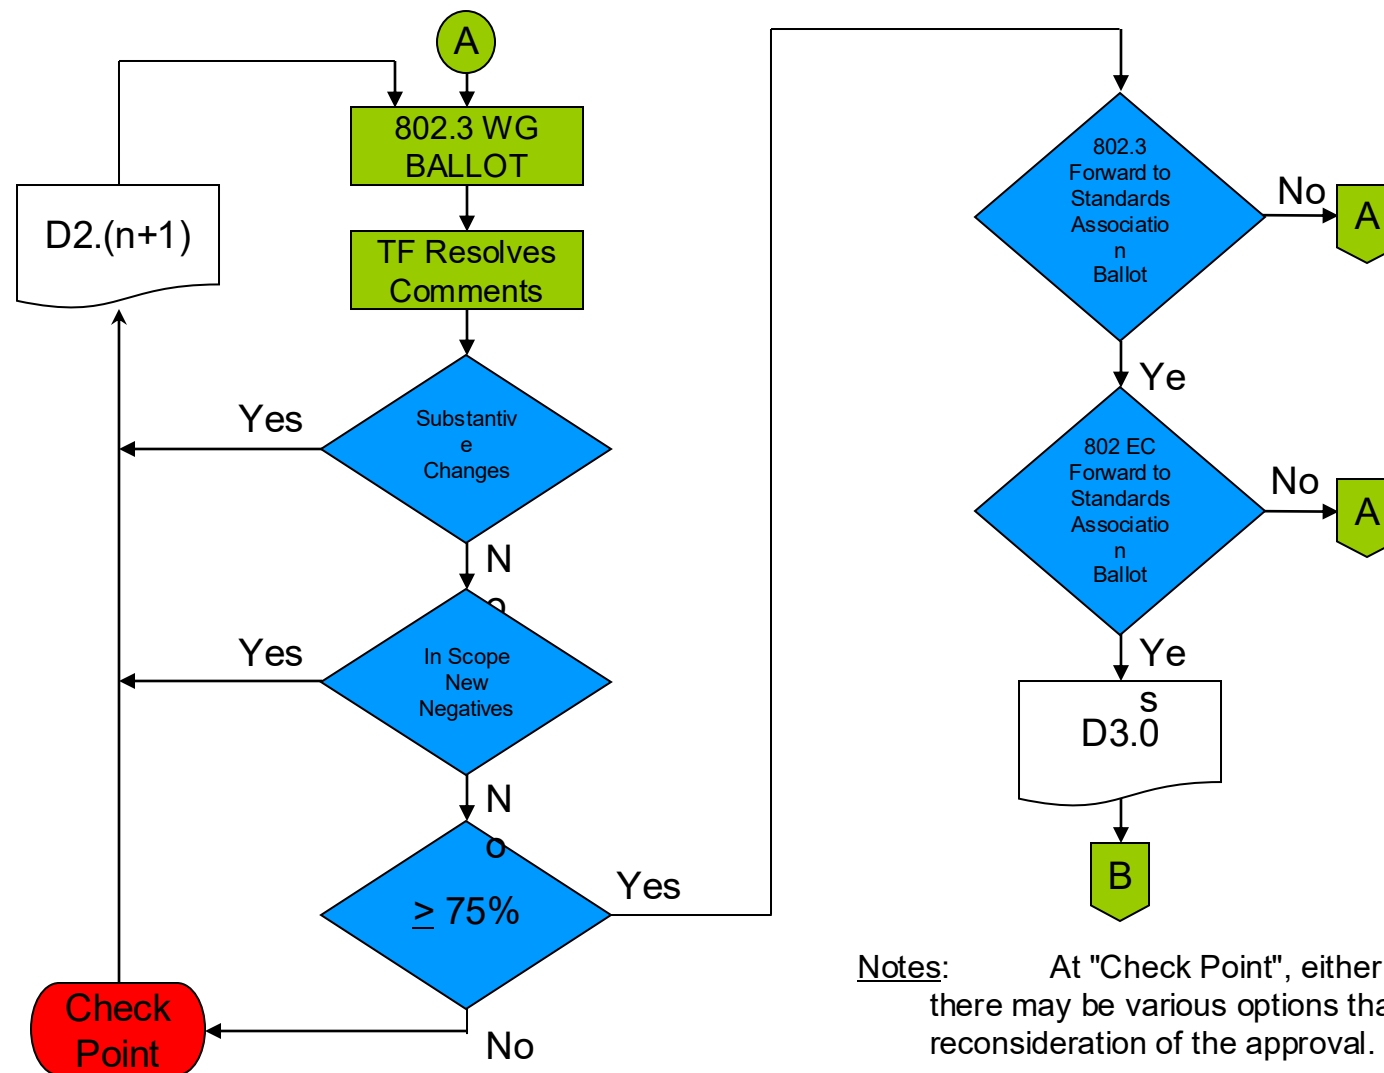 A
802.3 WG
BALLOT
D2.(n+1)
TF Resolves
Comments
Yes
Substantiv
e
Changes
N
o
Yes
In Scope
New
Negatives
N
o
≥ 75%
Yes
Check
Point
No
802.3
Forward to
Standards
Associatio
n
Ballot
No
A
Ye
802 EC
Forward to
Standards
Associatio
n
Ballot
No
A
Ye
s
D3.0
B
Notes: At "Check Point", either
there may be various options tha
reconsideration of the approval.